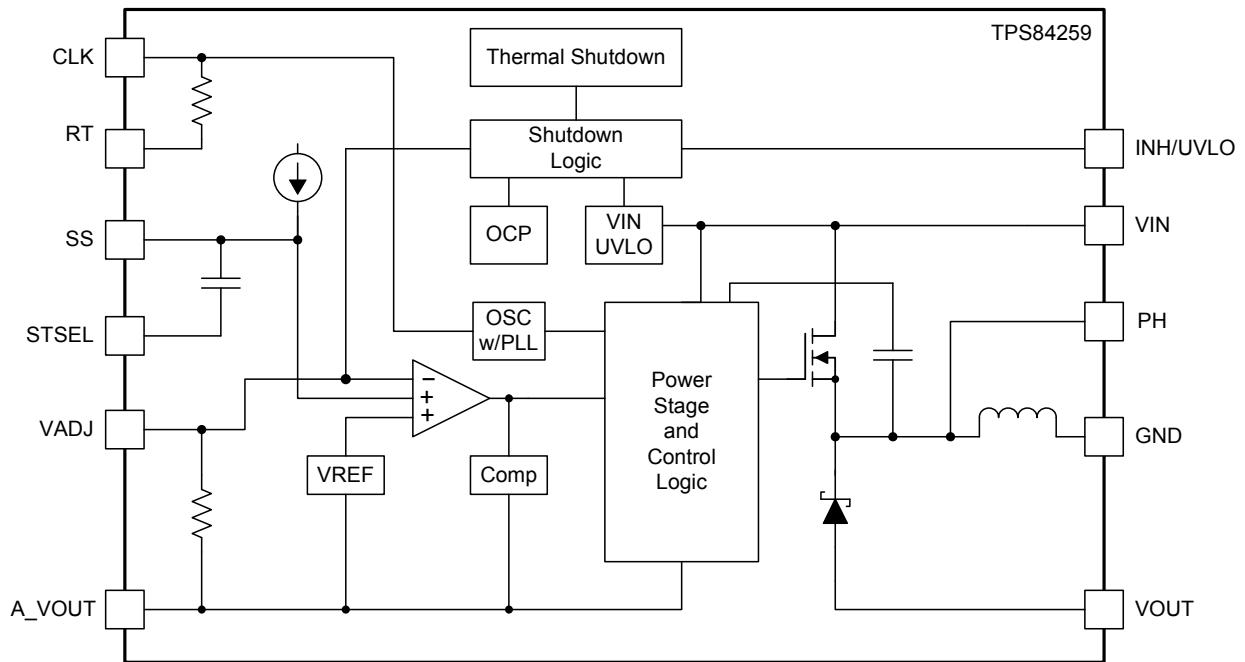 TPS84259
CLK
Thermal Shutdown
RT
Shutdown
Logic
INH/UVLO
SS
OCP
VIN
UVLO
VIN
STSEL
OSC
w/PLL
PH
−
+
+
VADJ
Power
Stage
and
Control
Logic
GND
VREF
Comp
A_VOUT
VOUT